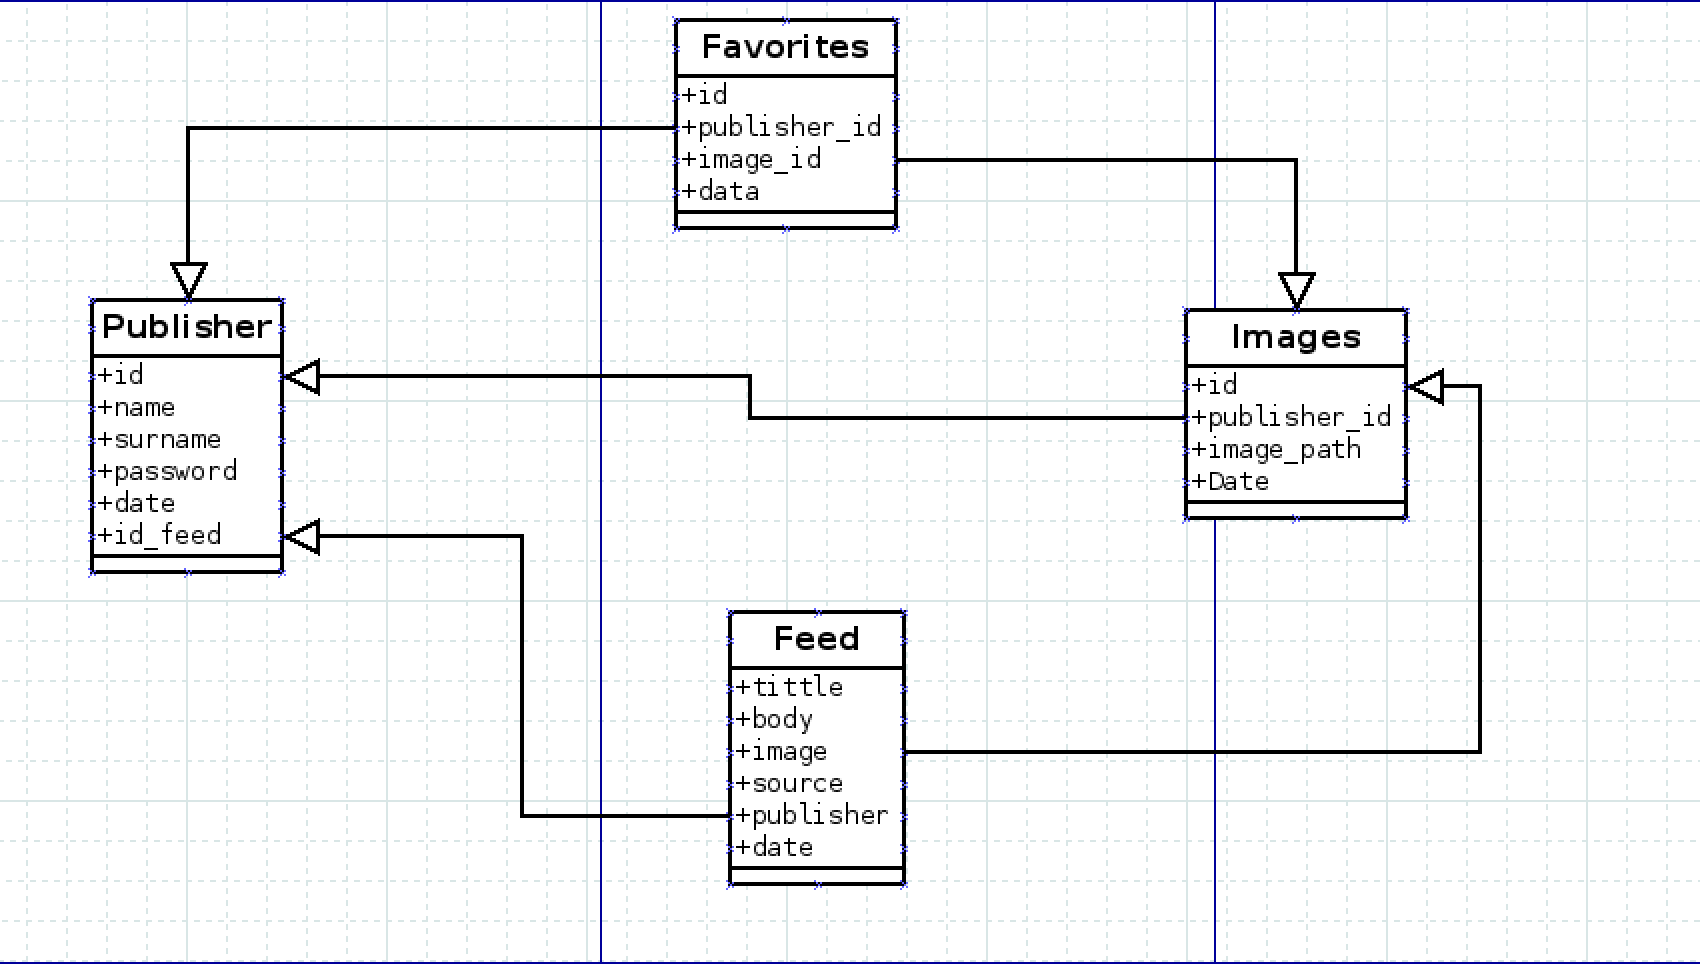 Favorites
+id
+publisher_id
+image_id
+data
Publisher
+id
+name
+surname
+password
+date
+id_feed
Images
+id
+publisher_id
+image_path
+Date
Feed
+tittle
+body
+image
+source
+publisher
+date